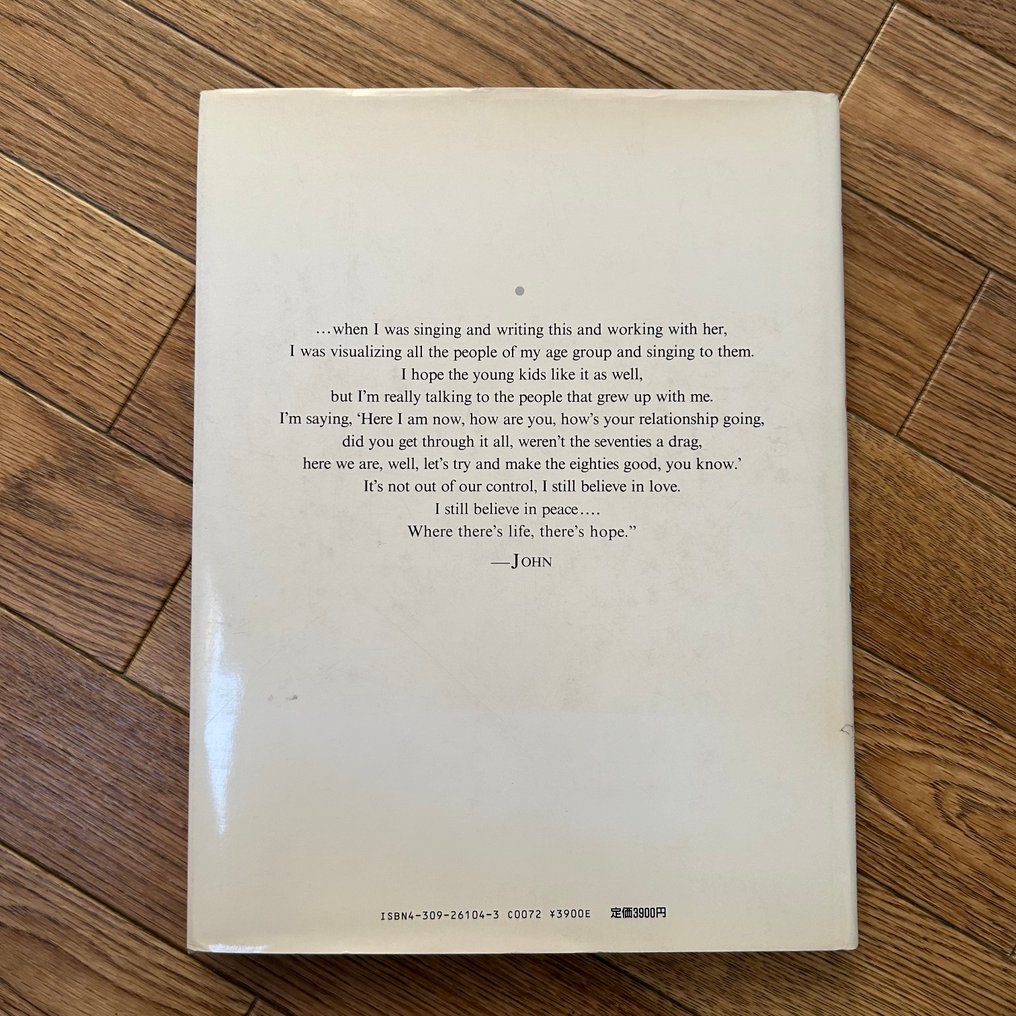 …when I was singing and writing this and working with her,
I was visualizing all the people of my age group and singing to them.
I hope the young kids like it as well,
but I'm really talking to the people that grew up with me.
I'm saying, ‘Here I am now, how are you, how's your relationship going,
did you get through it all, weren't the seventies a drag,
here we are, well, let's try and make the eighties good, you know.’
It's not out of our control, I still believe in love.
I still believe in peace….
Where there's life, there's hope.”
—JOHN
ISBN4-309-26104-3 C0072 ¥3900E 定価3900円